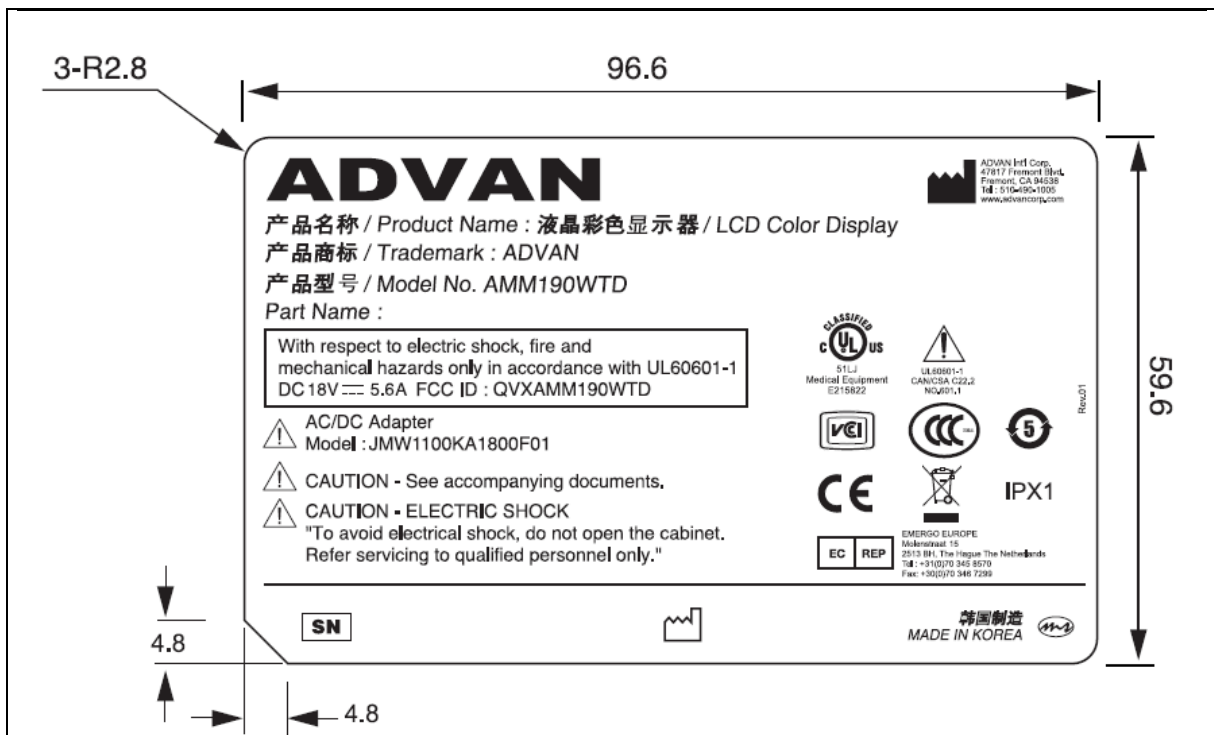 3-R2.8
96.6
ADVAN
ADVAN Int'l Corp.
47817 Fremont Blvd.
Fremont, CA 94538
Tel : 510-490-1005
www.advancorp.com
产品名称 / Product Name : 液晶彩色显示器 / LCD Color Display
产品商标 / Trademark : ADVAN
产品型号 / Model No. AMM190WTD
Part Name :
With respect to electric shock, fire and
mechanical hazards only in accordance with UL60601-1
DC 18V 5.6A FCC ID : QVXAMM190WTD
AC/DC Adapter
Model : JMW1100KA1800F01
CAUTION - See accompanying documents.
CAUTION - ELECTRIC SHOCK
"To avoid electrical shock, do not open the cabinet.
Refer servicing to qualified personnel only."
CLASSIFIED
C UL US
51LJ
Medical Equipment
E215822
UL60601-1
CAN/CSA C22.2
NO.601.1
Rev.01
59.6
VCI
CCC
5
CE
IPX1
EC REP
EMERGO EUROPE
Molenstraat 15
2513 BH, The Hague The Netherlands
Tel : +31(0)70 345 8570
Fax: +30(0)70 346 7299
SN
韩国制造
MADE IN KOREA
4.8
4.8